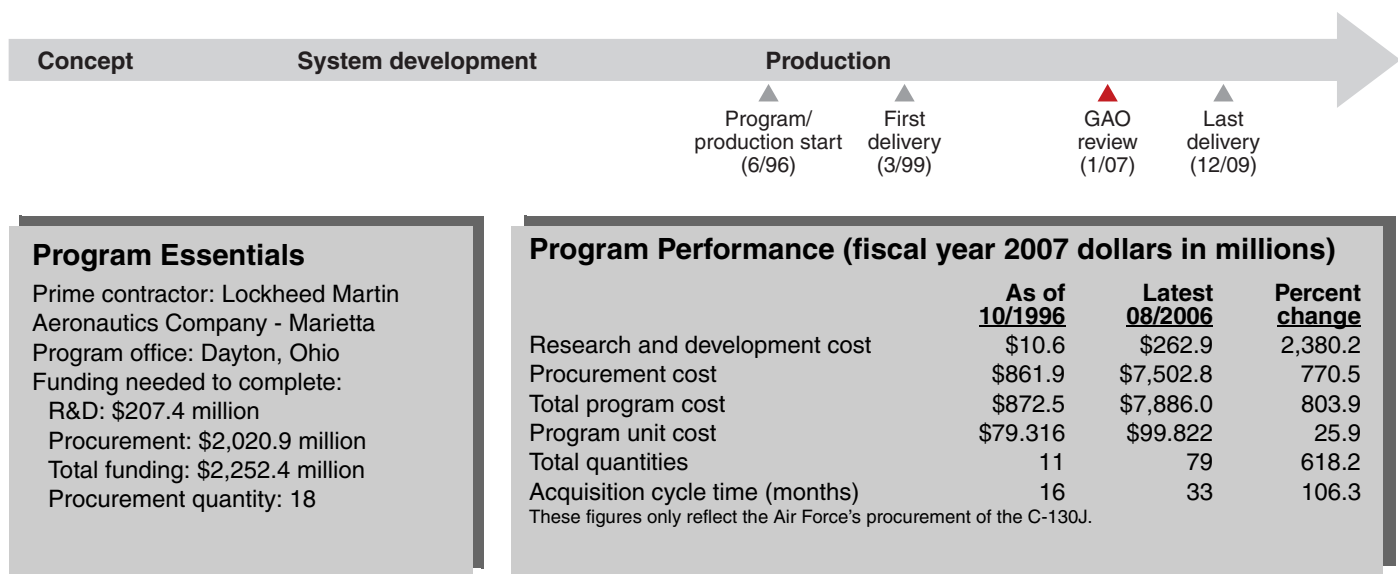 Concept System development Production
Program/
production start
(6/96)
First
delivery
(3/99)
GAO
review
(1/07)
Last
delivery
(12/09)
Program Essentials
Prime contractor: Lockheed Martin
Aeronautics Company - Marietta
Program office: Dayton, Ohio
Funding needed to complete:
R&D: $207.4 million
Procurement: $2,020.9 million
Total funding: $2,252.4 million
Procurement quantity: 18
Program Performance (fiscal year 2007 dollars in millions)
As of Latest Percent
10/1996 08/2006 change
Research and development cost $10.6 $262.9 2,380.2
Procurement cost $861.9 $7,502.8 770.5
Total program cost $872.5 $7,886.0 803.9
Program unit cost $79.316 $99.822 25.9
Total quantities 11 79 618.2
Acquisition cycle time (months) 16 33 106.3
These figures only reflect the Air Force's procurement of the C-130J.